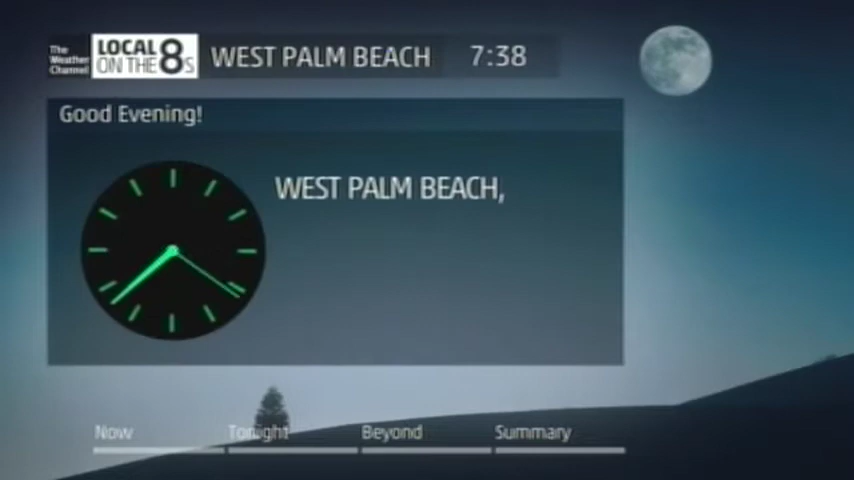 The
Weather
Channel
LOCAL
ON THE 8s
WEST PALM BEACH
7:38
Good Evening!
WEST PALM BEACH,
Now
Tonight
Beyond
Summary